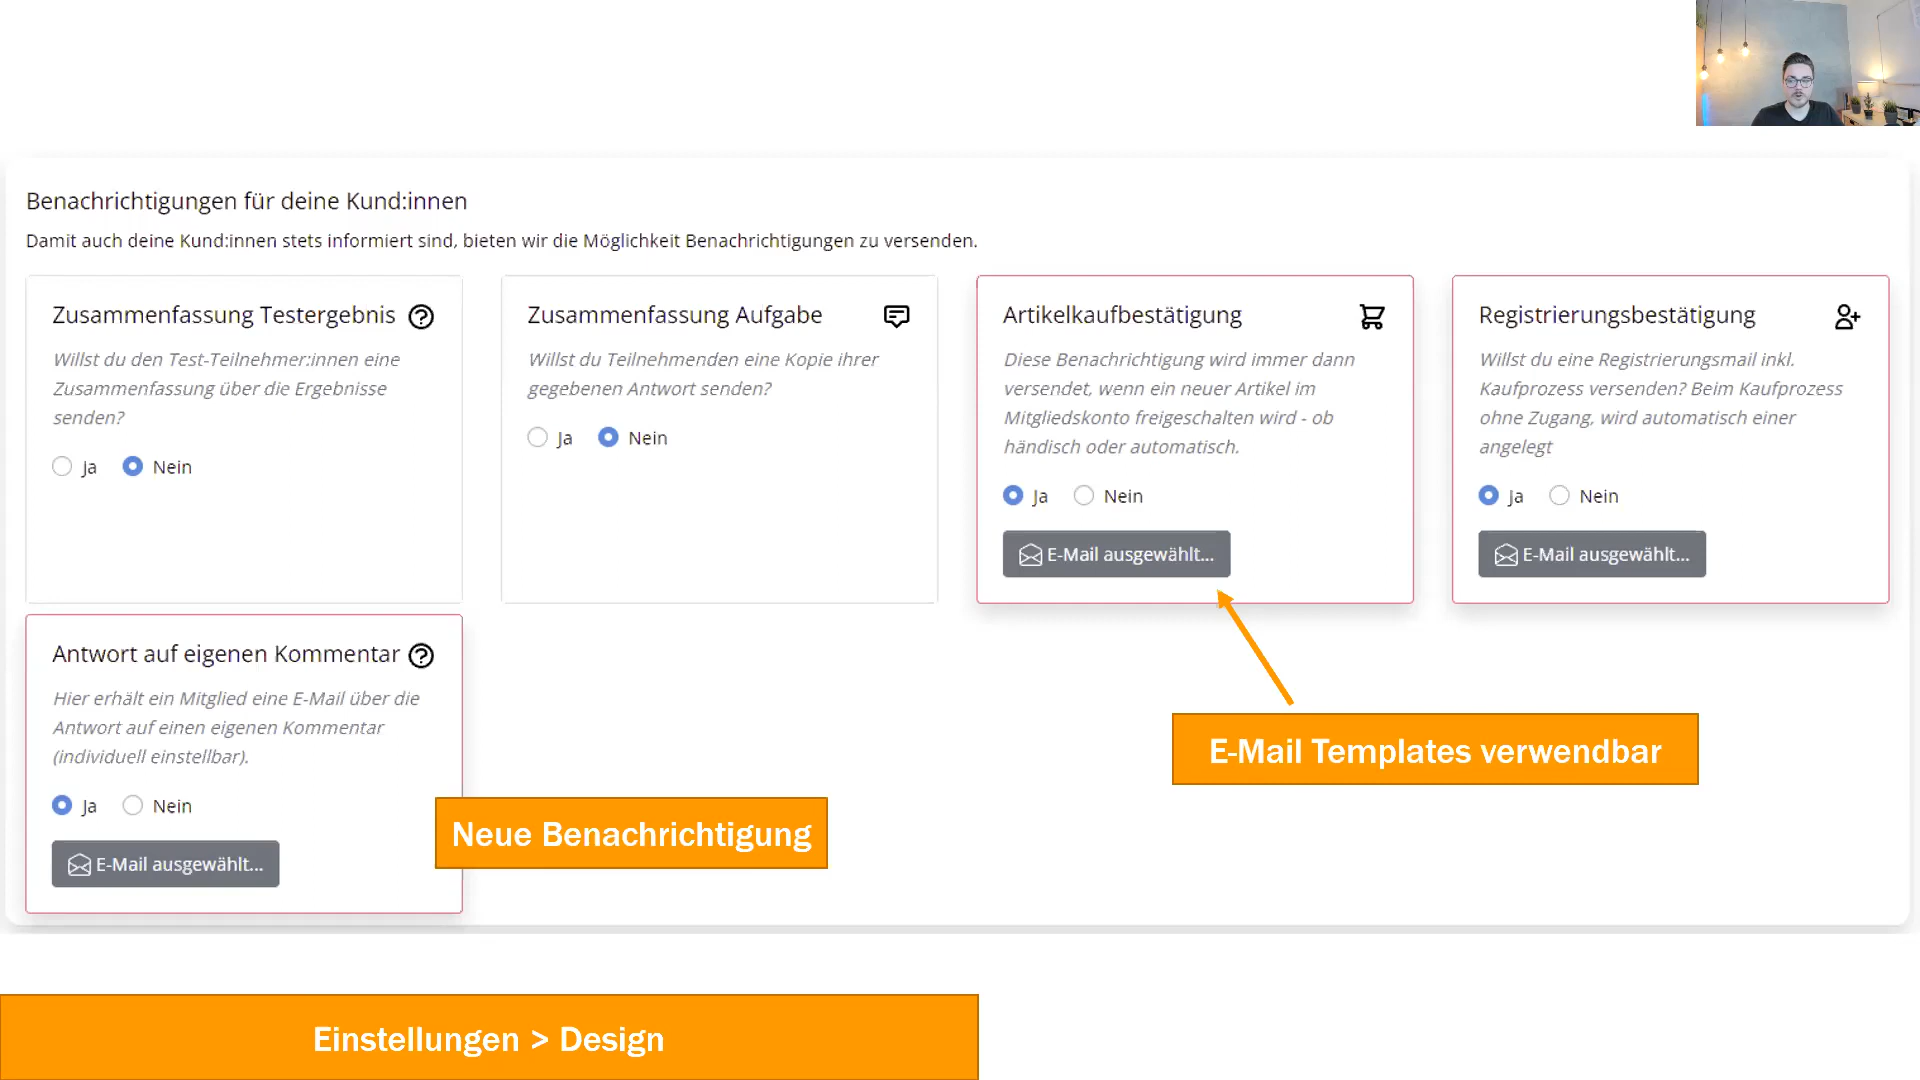 Benachrichtigungen für deine Kund:innen
Damit auch deine Kund:innen stets informiert sind, bieten wir die Möglichkeit Benachrichtigungen zu versenden.
Zusammenfassung Testergebnis
Willst du den Test-Teilnehmer:innen eine
Zusammenfassung über die Ergebnisse
senden?
Ja Nein
Zusammenfassung Aufgabe
Willst du Teilnehmenden eine Kopie ihrer
gegebenen Antwort senden?
Ja Nein
Artikelkaufbestätigung
Diese Benachrichtigung wird immer dann
versendet, wenn ein neuer Artikel im
Mitgliedskonto freigeschalten wird - ob
händisch oder automatisch.
Ja Nein
E-Mail ausgewählt...
Registrierungsbestätigung
Willst du eine Registrierungsmail inkl.
Kaufprozess versenden? Beim Kaufprozess
ohne Zugang, wird automatisch einer
angelegt
Ja Nein
E-Mail ausgewählt...
Antwort auf eigenen Kommentar
Hier erhält ein Mitglied eine E-Mail über die
Antwort auf einen eigenen Kommentar
(individuell einstellbar).
Ja Nein
E-Mail ausgewählt...
E-Mail Templates verwendbar
Neue Benachrichtigung
Einstellungen > Design